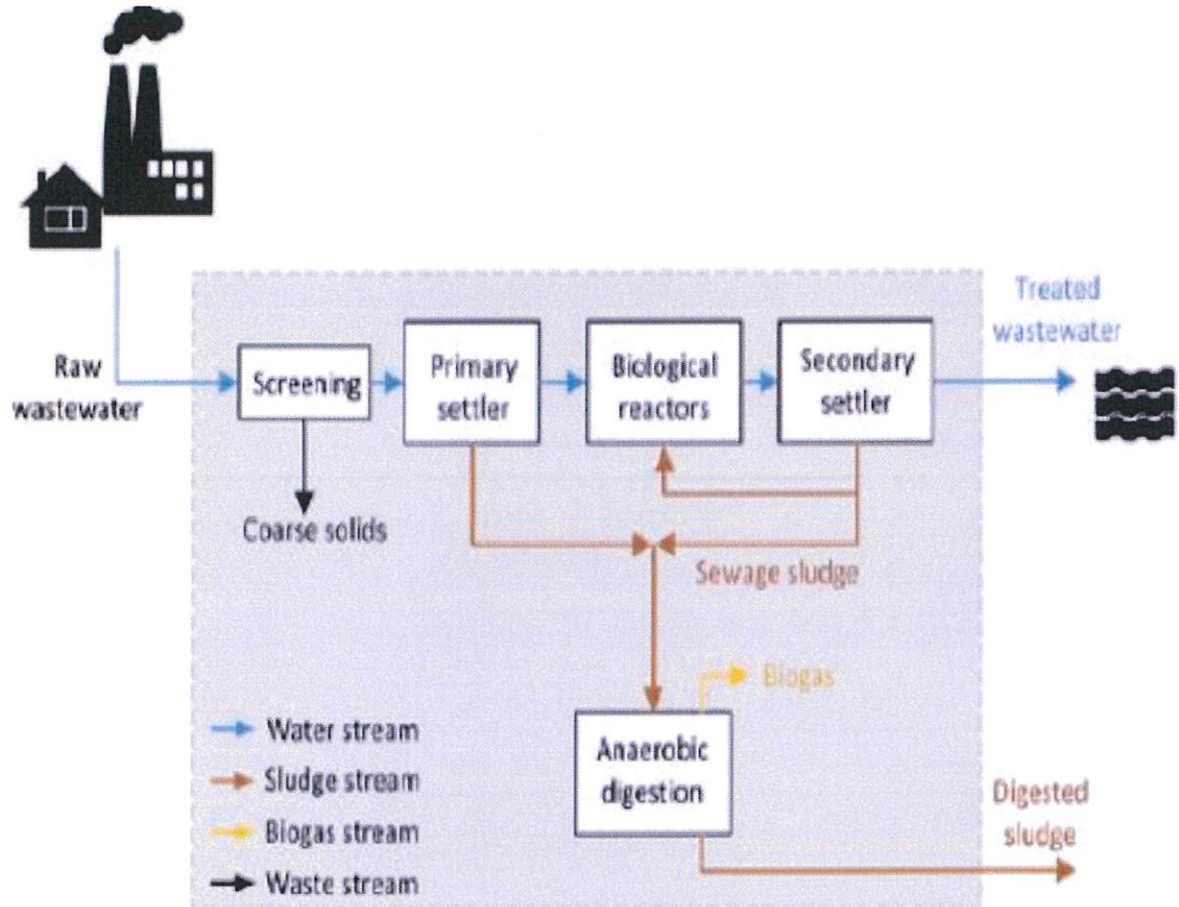 Treated
wastewater
Raw
wastewater
Screening
Primary
settler
Biological
reactors
Secondary
settler
Coarse solids
Sewage sludge
Biogas
Water stream
Sludge stream
Biogas stream
Waste stream
Anaerobic
digestion
Digested
sludge